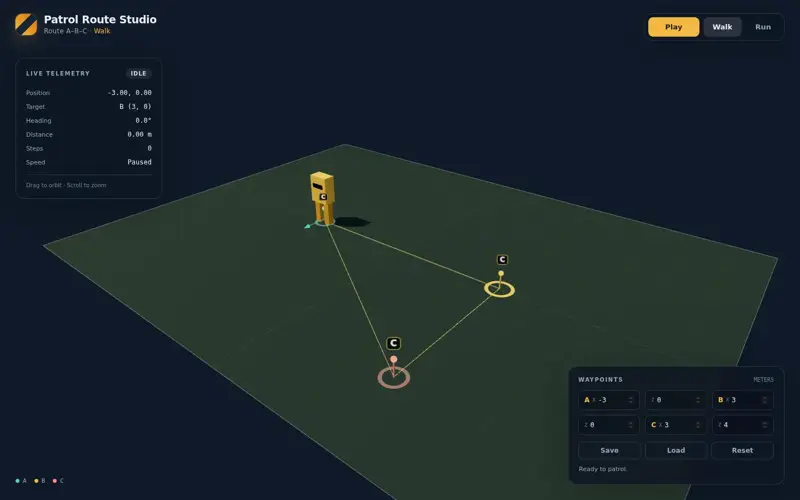 Patrol Route Studio
Route A–B–C · Walk
Play Walk Run
LIVE TELEMETRY IDLE
Position -3.00, 0.00
Target B (3, 0)
Heading 0.0°
Distance 0.00 m
Steps 0
Speed Paused
Drag to orbit · Scroll to zoom
C
C
C
WAYPOINTS METERS
A X -3 Z 0 B X 3
Z 0 C X 3 Z 4
Save Load Reset
Ready to patrol.
A B C